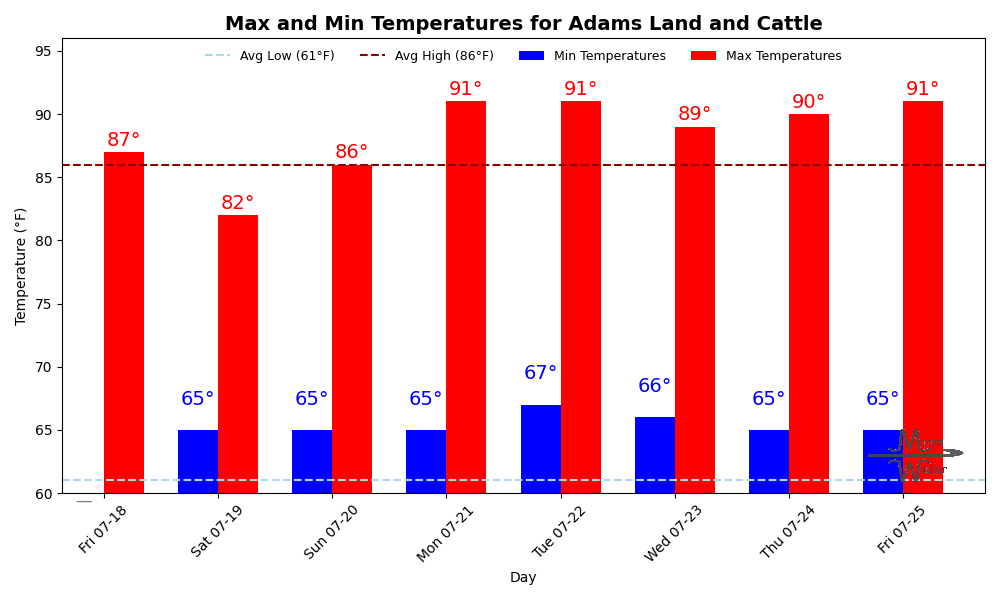 Max and Min Temperatures for Adams Land and Cattle
Avg Low (61°F) Avg High (86°F) Min Temperatures Max Temperatures
95
90
85
80
75
70
65
60
Temperature (°F)
87°
82°
86°
91°
91°
89°
90°
91°
65°
65°
65°
67°
66°
65°
65°
—
Fri 07-18
Sat 07-19
Sun 07-20
Mon 07-21
Tue 07-22
Wed 07-23
Thu 07-24
Fri 07-25
Day